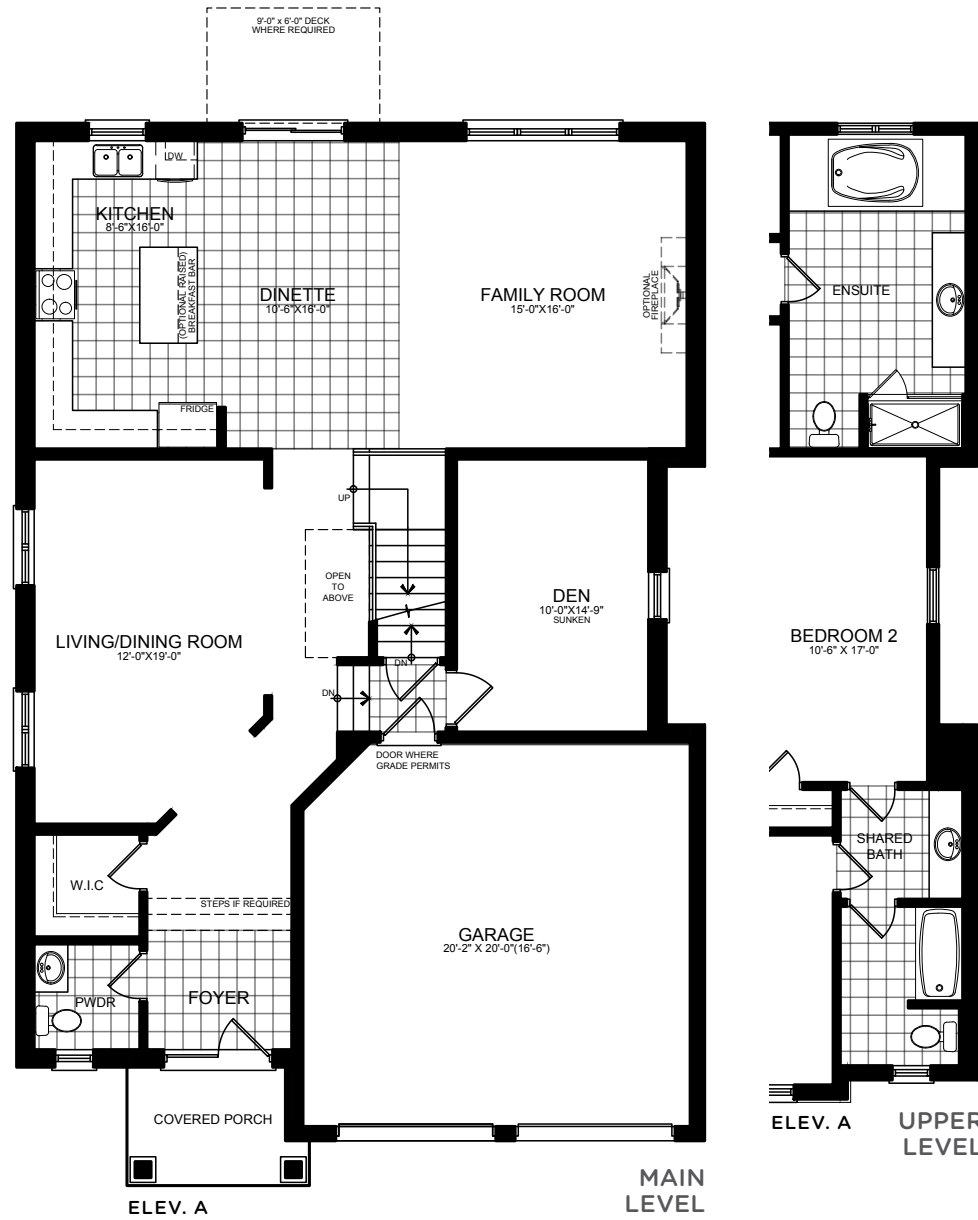 9'-0" x 6'-0" DECK
WHERE REQUIRED
DW
KITCHEN
8'-6"X16'-0"
(OPTIONAL RAISED)
BREAKFAST BAR
DINETTE
10'-6"X16'-0"
FAMILY ROOM
15'-0"X16'-0"
OPTIONAL
FIREPLACE
FRIDGE
UP
OPEN
TO
ABOVE
DEN
10'-0"X14'-9"
SUNKEN
LIVING/DINING ROOM
12'-0"X19'-0"
DN
DN
DOOR WHERE
GRADE PERMITS
W.I.C
STEPS IF REQUIRED
GARAGE
20'-2" X 20'-0"(16'-6")
PWDR
FOYER
COVERED PORCH
ELEV. A
MAIN
LEVEL
ENSUITE
BEDROOM 2
10'-6" X 17'-0"
SHARED
BATH
ELEV. A
UPPER
LEVEL